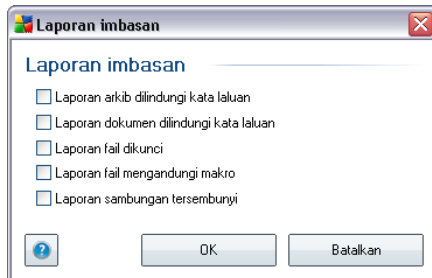 Laporan imbasan
Laporan imbasan
Laporan arkib dilindungi kata laluan
Laporan dokumen dilindungi kata laluan
Laporan fail dikunci
Laporan fail mengandungi makro
Laporan sambungan tersembunyi
?
OK
Batalkan